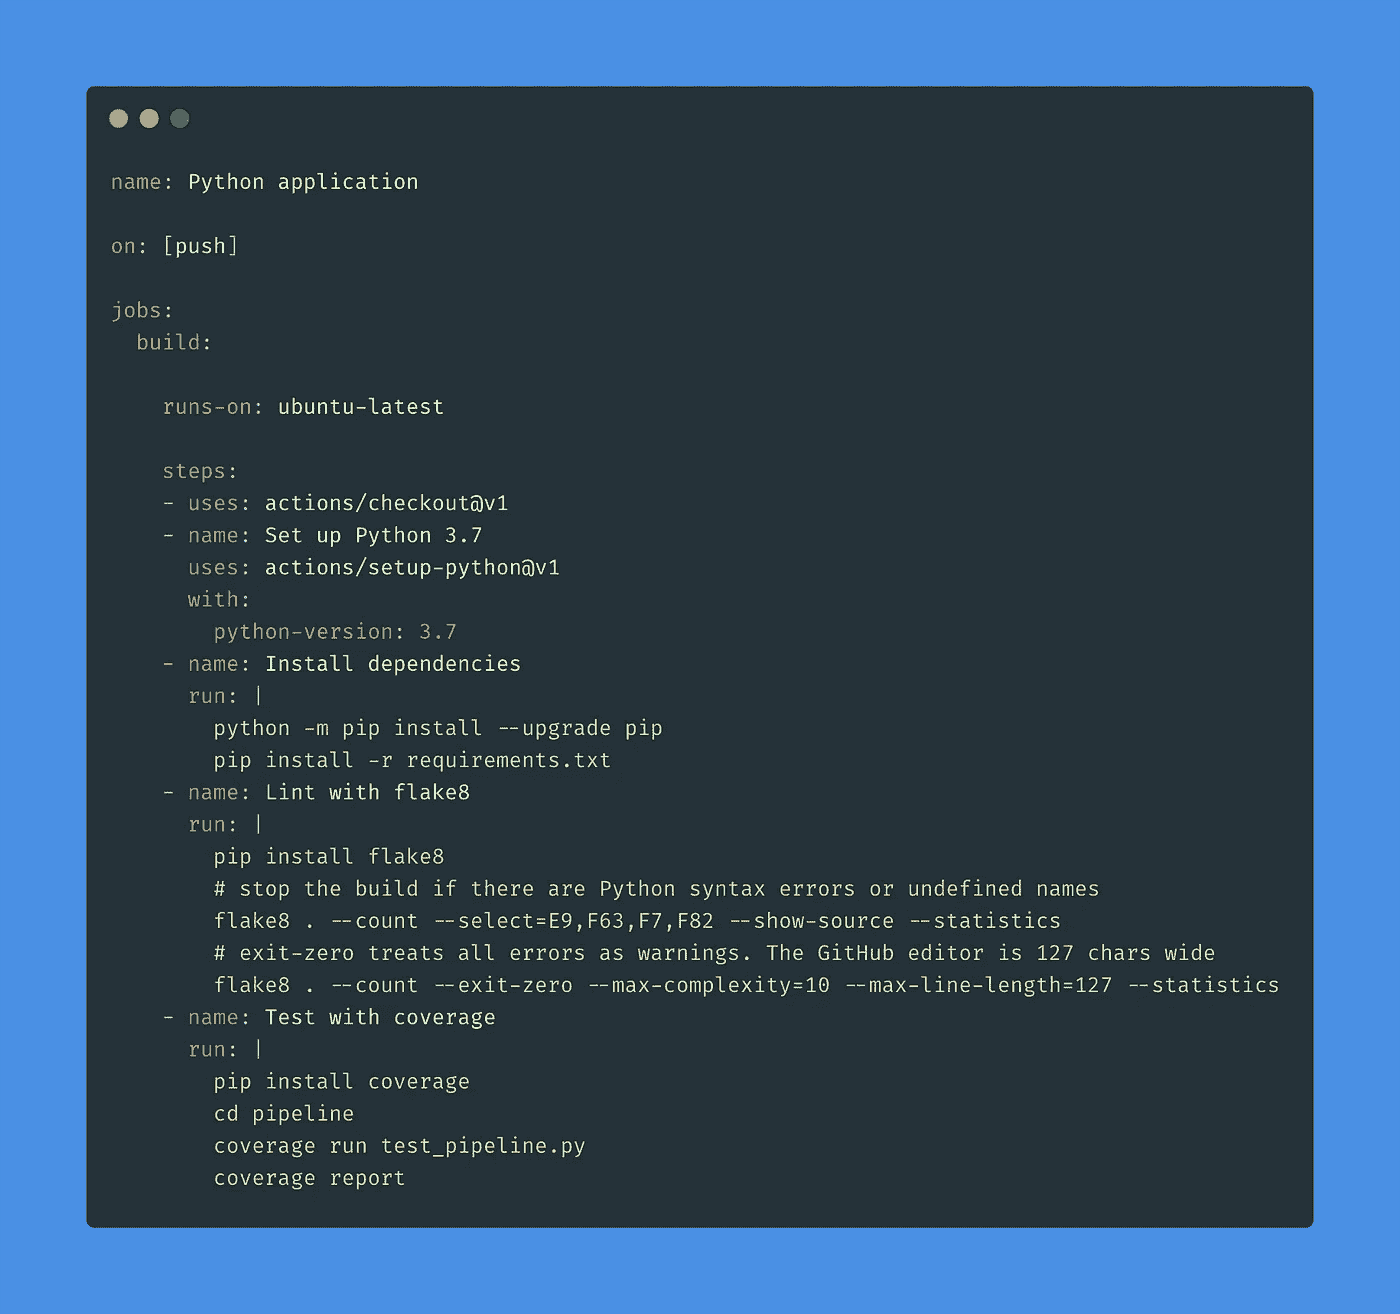 name: Python application
on: [push]
jobs:
  build:
    runs-on: ubuntu-latest
    steps:
    - uses: actions/checkout@v1
    - name: Set up Python 3.7
      uses: actions/setup-python@v1
      with:
        python-version: 3.7
    - name: Install dependencies
      run: |
        python -m pip install --upgrade pip
        pip install -r requirements.txt
    - name: Lint with flake8
      run: |
        pip install flake8
        # stop the build if there are Python syntax errors or undefined names
        flake8 . --count --select=E9,F63,F7,F82 --show-source --statistics
        # exit-zero treats all errors as warnings. The GitHub editor is 127 chars wide
        flake8 . --count --exit-zero --max-complexity=10 --max-line-length=127 --statistics
    - name: Test with coverage
      run: |
        pip install coverage
        cd pipeline
        coverage run test_pipeline.py
        coverage report